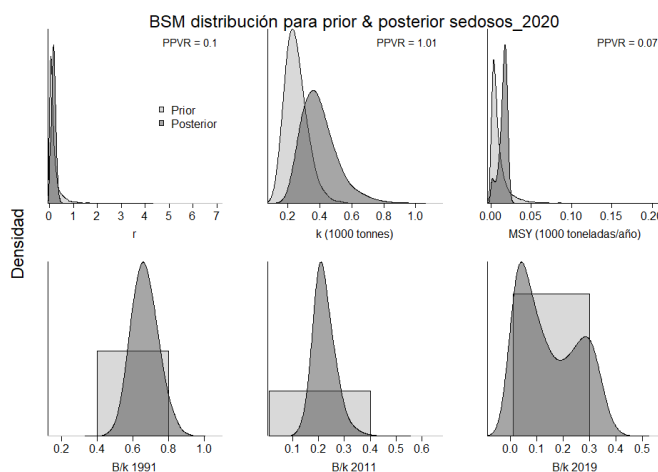 BSM distribución para prior & posterior sedosos_2020
PPVR = 0.1
PPVR = 1.01
PPVR = 0.07
Prior
Posterior
0 1 2 3 4 5 6 7
r
0.2 0.4 0.6 0.8 1.0
k (1000 tonnes)
0.00 0.05 0.10 0.15 0.20
MSY (1000 toneladas/año)
Densidad
0.2 0.4 0.6 0.8 1.0
B/k 1991
0.1 0.2 0.3 0.4 0.5 0.6
B/k 2011
0.0 0.1 0.2 0.3 0.4 0.5
B/k 2019